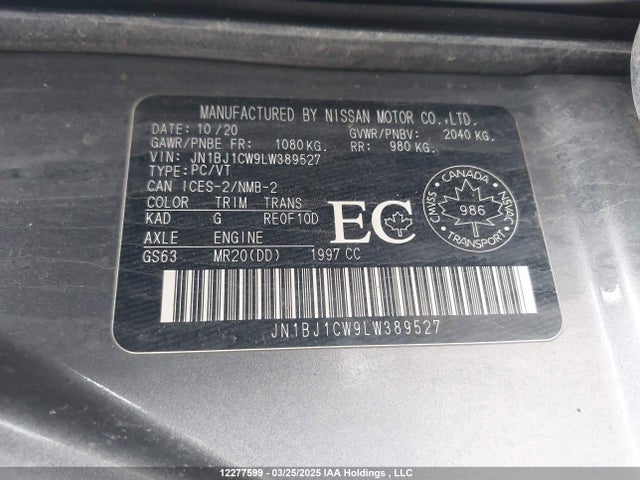 MANUFACTURED BY NISSAN MOTOR CO.,LTD.
DATE: 10/20 GVWR/PNBV: 2040 KG.
GAWR/PNBE FR: 1080 KG. RR: 980 KG.
VIN: JN1BJ1CW9LW389527
TYPE: PC/VT
CAN ICES-2/NMB-2
COLOR TRIM TRANS
KAD G RE0F10D
AXLE ENGINE
GS63 MR20(DD) 1997 CC
EC
CANADA
CMVSS 986 NSVAC
TRANSPORT
JN1BJ1CW9LW389527
12277599 - 03/25/2025 IAA Holdings, LLC